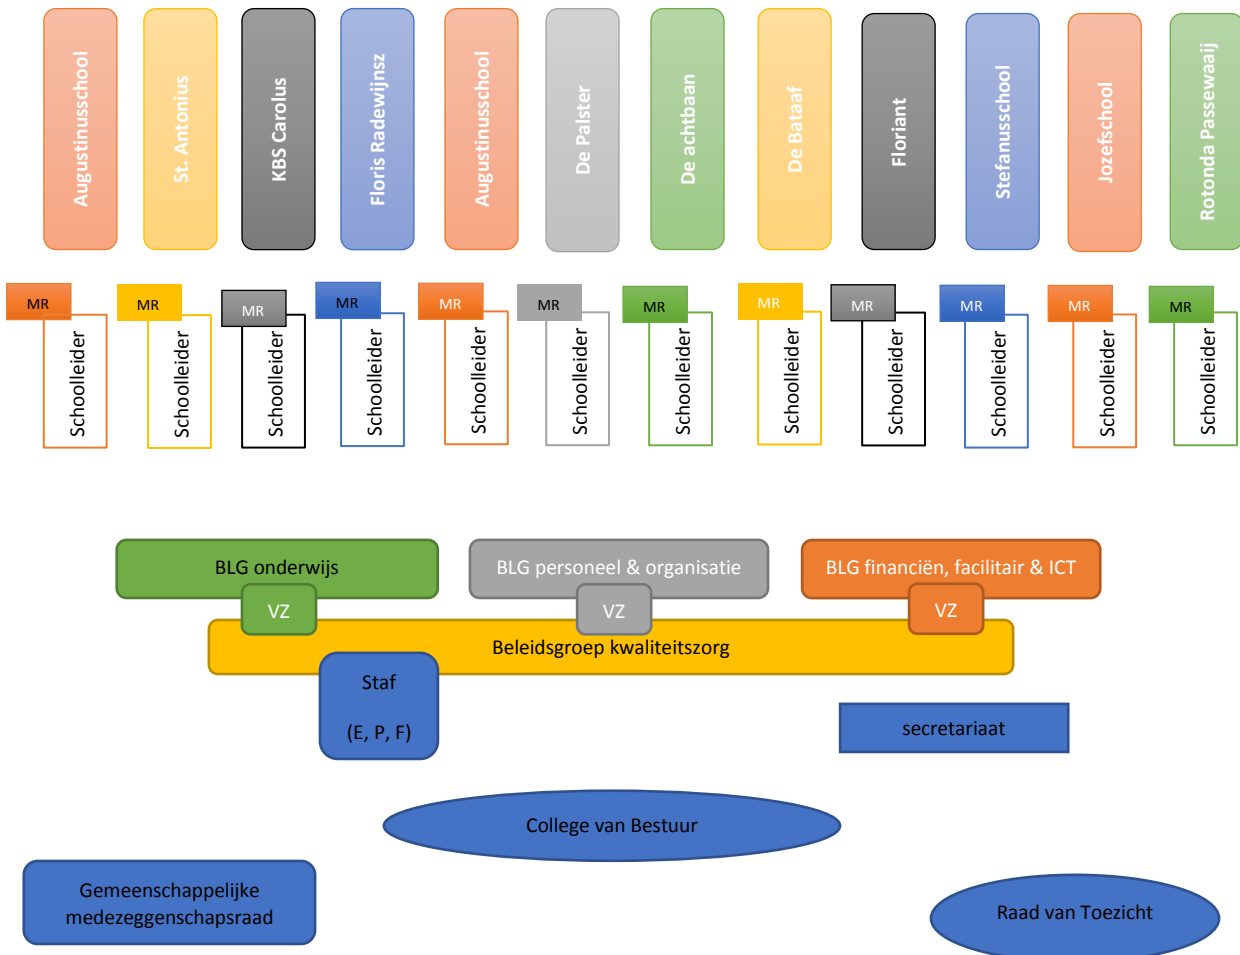 Augustinusschool
St. Antonius
KBS Carolus
Floris Radewijnsz
Augustinusschool
De Palster
De achtbaan
De Bataaf
Floriant
Stefanusschool
Jozefschool
Rotonda Passewaaij
MR
MR
MR
MR
MR
MR
MR
MR
MR
MR
MR
MR
Schoolleider
Schoolleider
Schoolleider
Schoolleider
Schoolleider
Schoolleider
Schoolleider
Schoolleider
Schoolleider
Schoolleider
Schoolleider
Schoolleider
BLG onderwijs
BLG personeel & organisatie
BLG financiën, facilitair & ICT
VZ
VZ
VZ
Beleidsgroep kwaliteitszorg
Staf
(E, P, F)
secretariaat
College van Bestuur
Gemeenschappelijke
medezeggenschapsraad
Raad van Toezicht